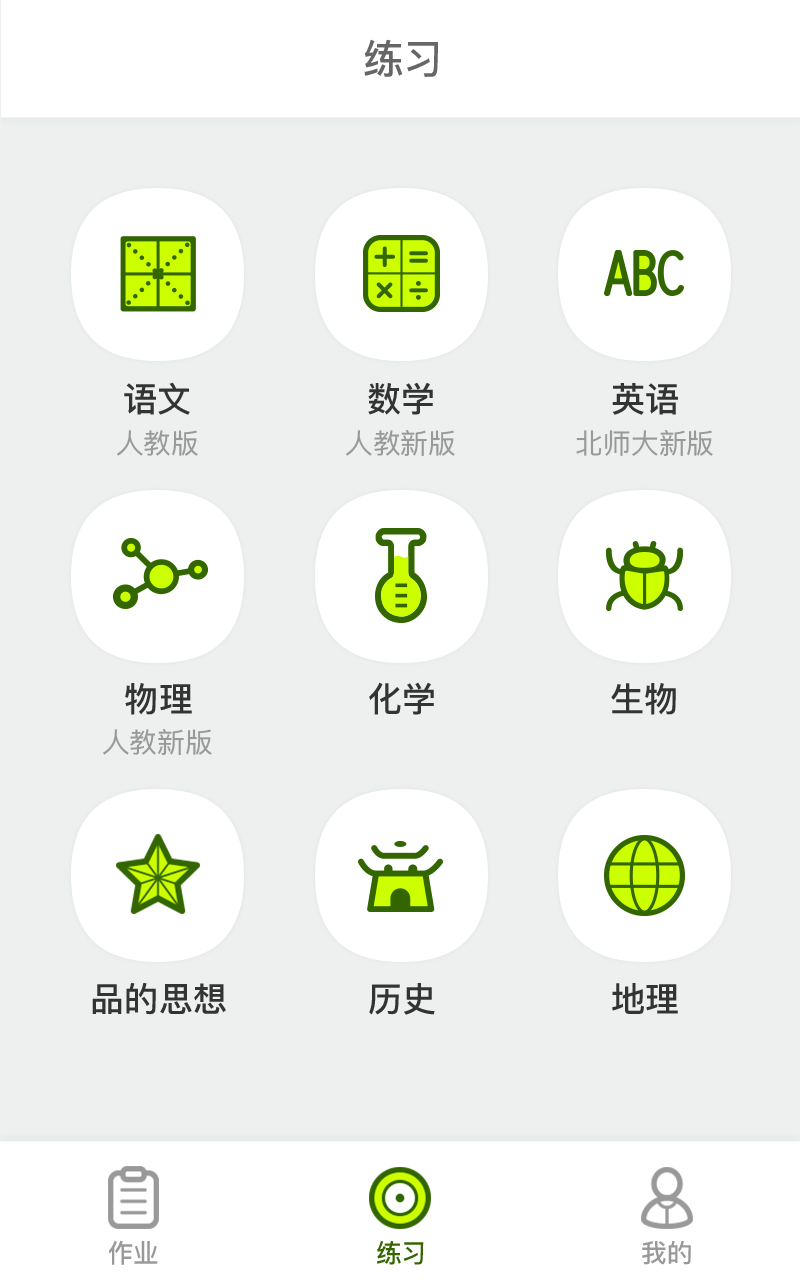 练习
ABC
语文
数学
英语
人教版
人教新版
北师大新版
物理
化学
生物
人教新版
品的思想
历史
地理
作业
练习
我的